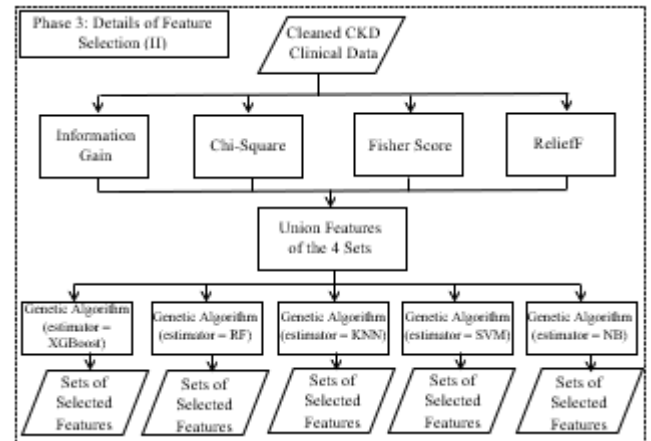 Phase 3: Details of Feature
Selection (II)
Cleaned CKD
Clinical Data
Information
Gain
Chi-Square
Fisher Score
ReliefF
Union Features
of the 4 Sets
Genetic Algorithm
(estimator =
XGBoost)
Genetic Algorithm
(estimator = RF)
Genetic Algorithm
(estimator = KNN)
Genetic Algorithm
(estimator = SVM)
Genetic Algorithm
(estimator = NB)
Sets of
Selected
Features
Sets of
Selected
Features
Sets of
Selected
Features
Sets of
Selected
Features
Sets of
Selected
Features